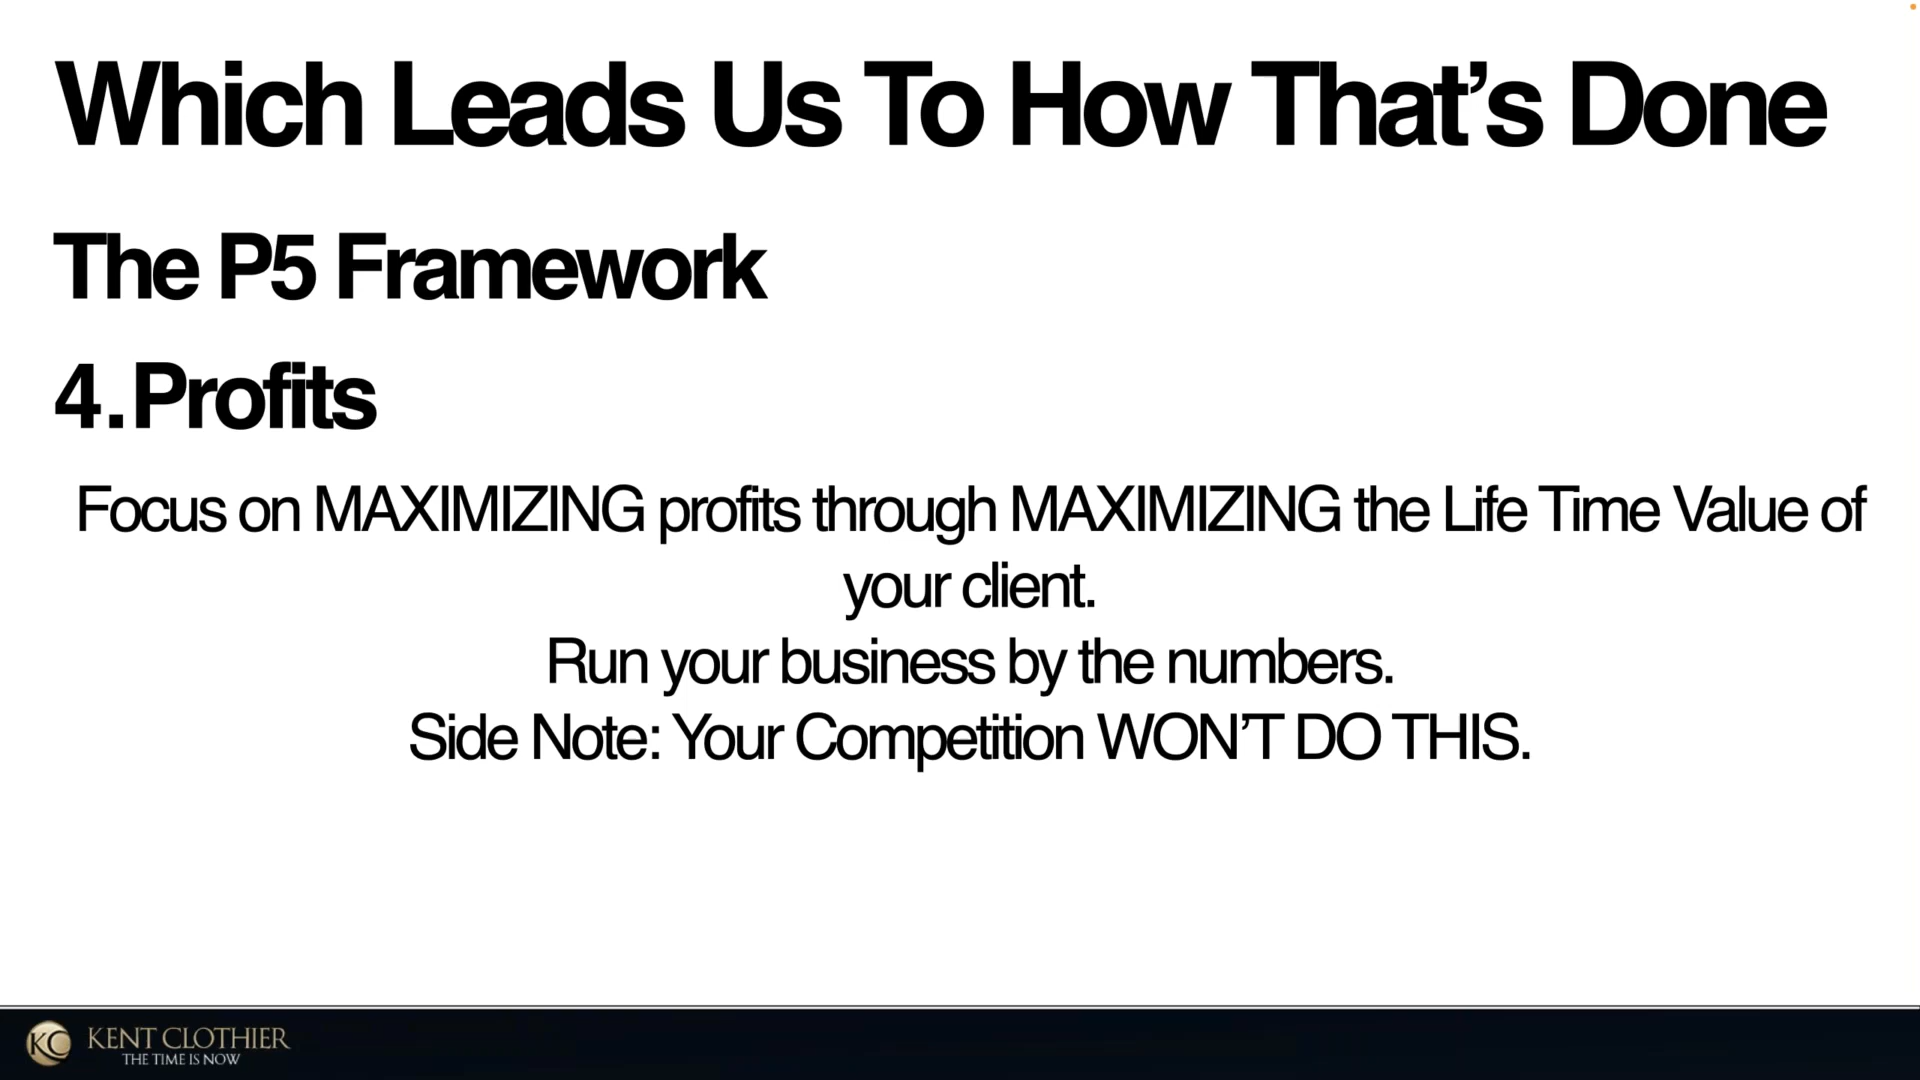 Which Leads Us To How That’s Done
The P5 Framework
4. Profits
Focus on MAXIMIZING profits through MAXIMIZING the Life Time Value of
your client.
Run your business by the numbers.
Side Note: Your Competition WON’T DO THIS.
KC KENT CLOTHIER
THE TIME IS NOW